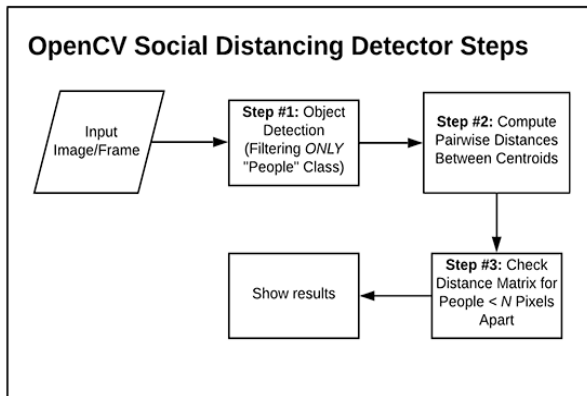 OpenCV Social Distancing Detector Steps
Input
Image/Frame
Step #1: Object
Detection
(Filtering ONLY
"People" Class)
Step #2: Compute
Pairwise Distances
Between Centroids
Step #3: Check
Distance Matrix for
People < N Pixels
Apart
Show results